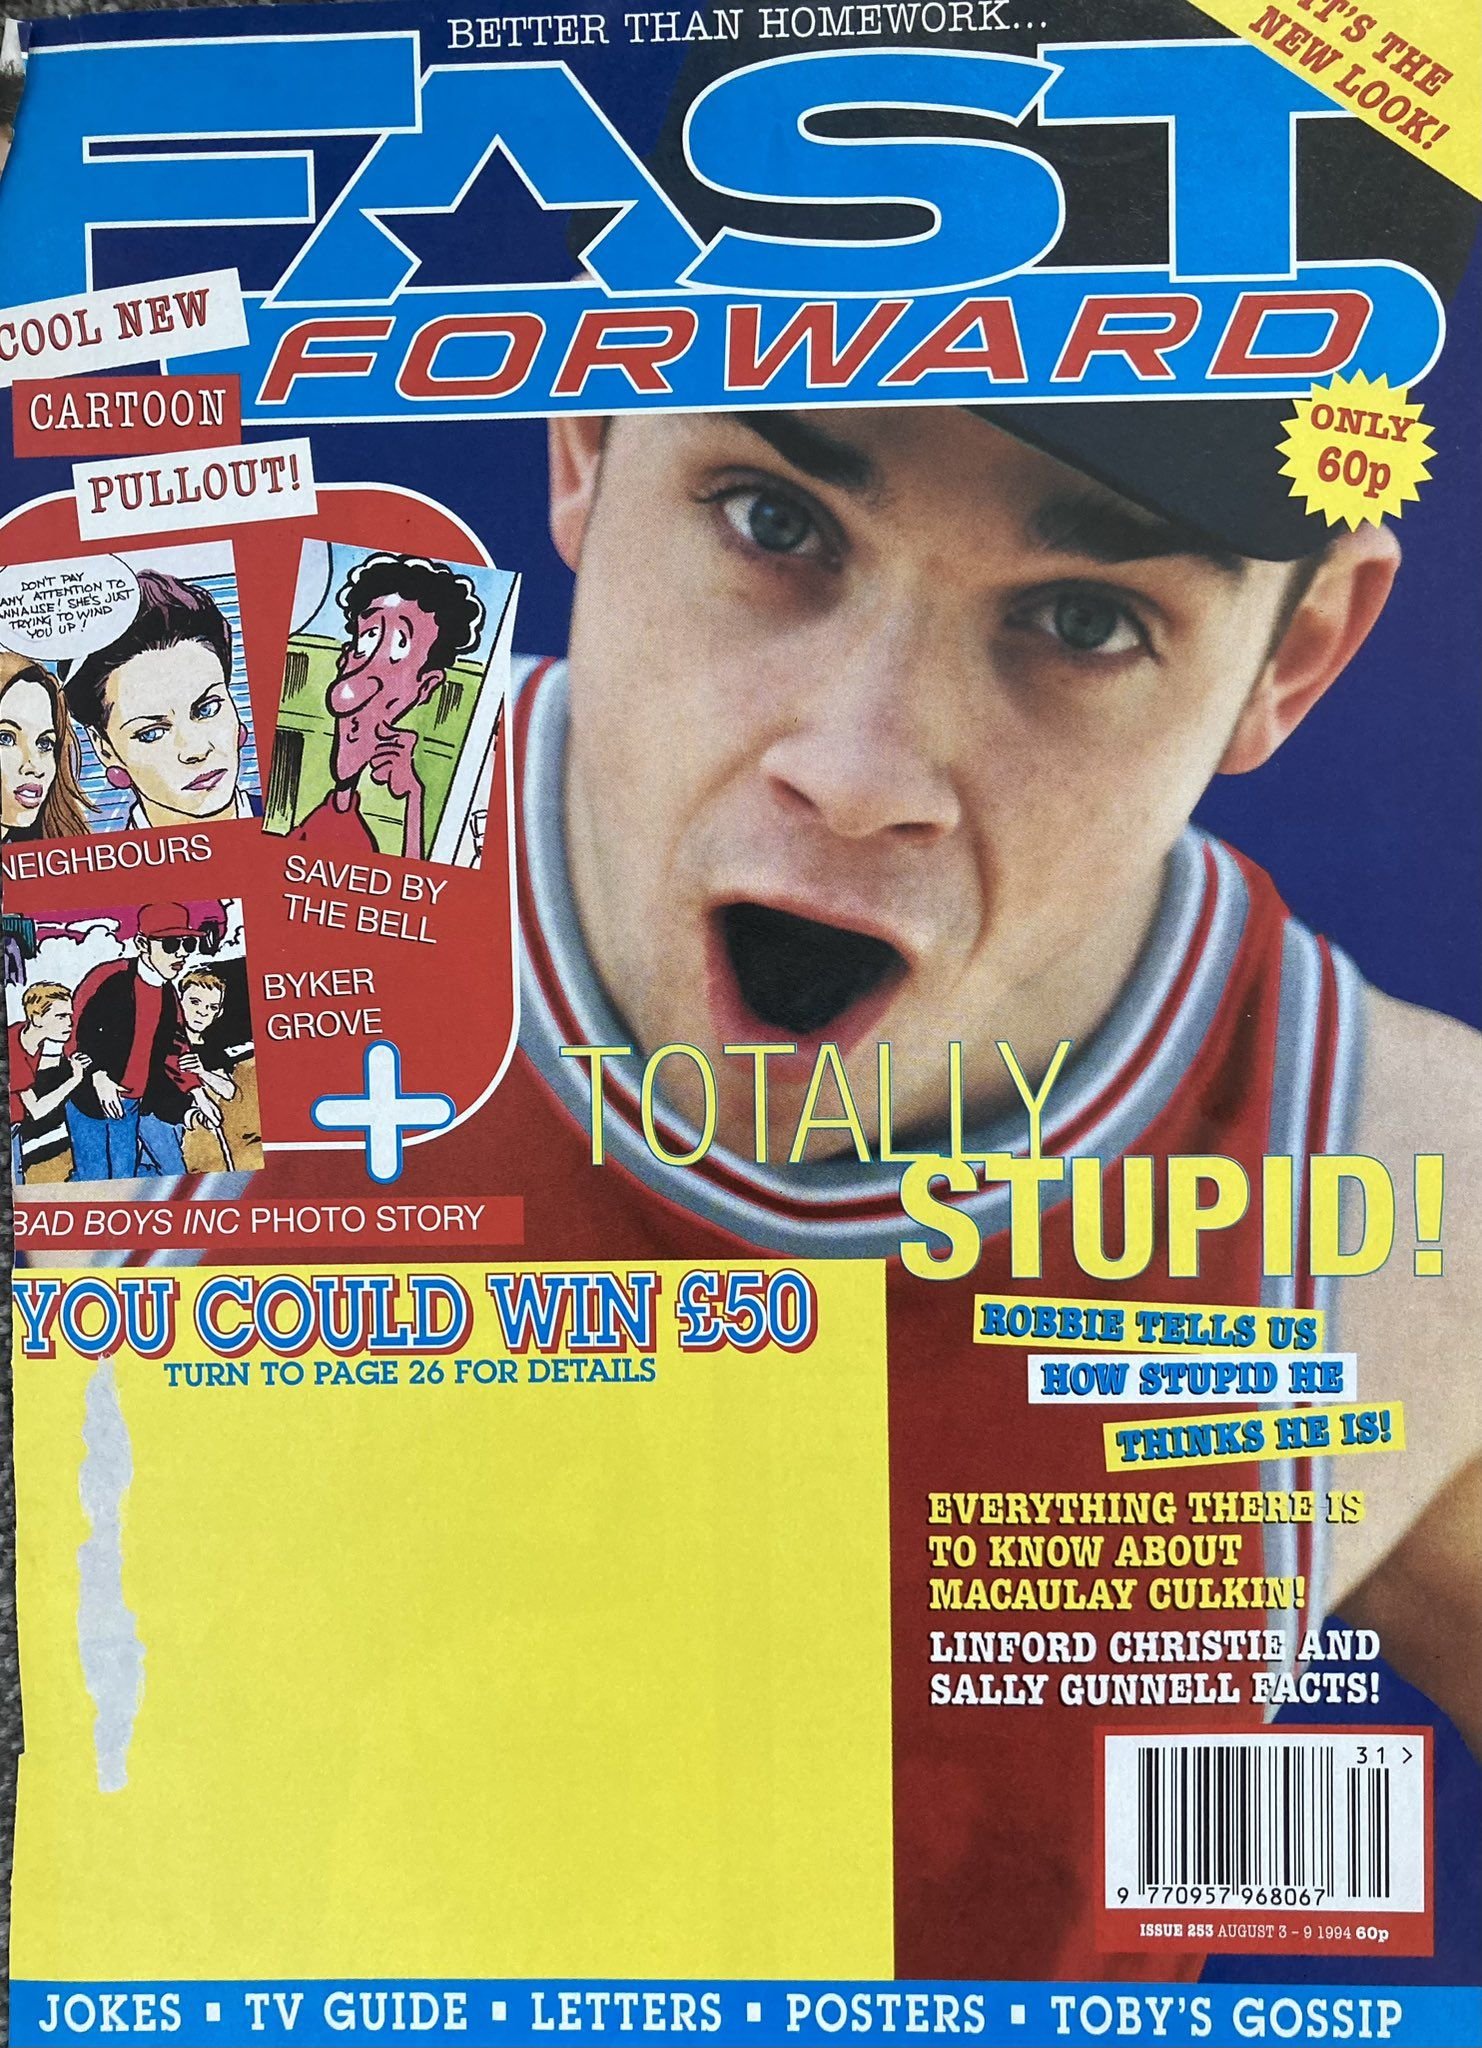 BETTER THAN HOMEWORK...
IT'S THE
NEW LOOK!
FAST
FORWARD
COOL NEW
CARTOON
PULLOUT!
ONLY
60p
DON'T PAY
ANY ATTENTION TO
ANNALISE! SHE'S JUST
TRYING TO WIND
YOU UP!
NEIGHBOURS
SAVED BY
THE BELL
BYKER
GROVE
+
BAD BOYS INC PHOTO STORY
TOTALLY
STUPID!
YOU COULD WIN £50
TURN TO PAGE 26 FOR DETAILS
ROBBIE TELLS US
HOW STUPID HE
THINKS HE IS!
EVERYTHING THERE IS
TO KNOW ABOUT
MACAULAY CULKIN!
LINFORD CHRISTIE AND
SALLY GUNNELL FACTS!
31 >
9 770957 968067
ISSUE 253 AUGUST 3 - 9 1994 60p
JOKES ▪ TV GUIDE ▪ LETTERS ▪ POSTERS ▪ TOBY'S GOSSIP